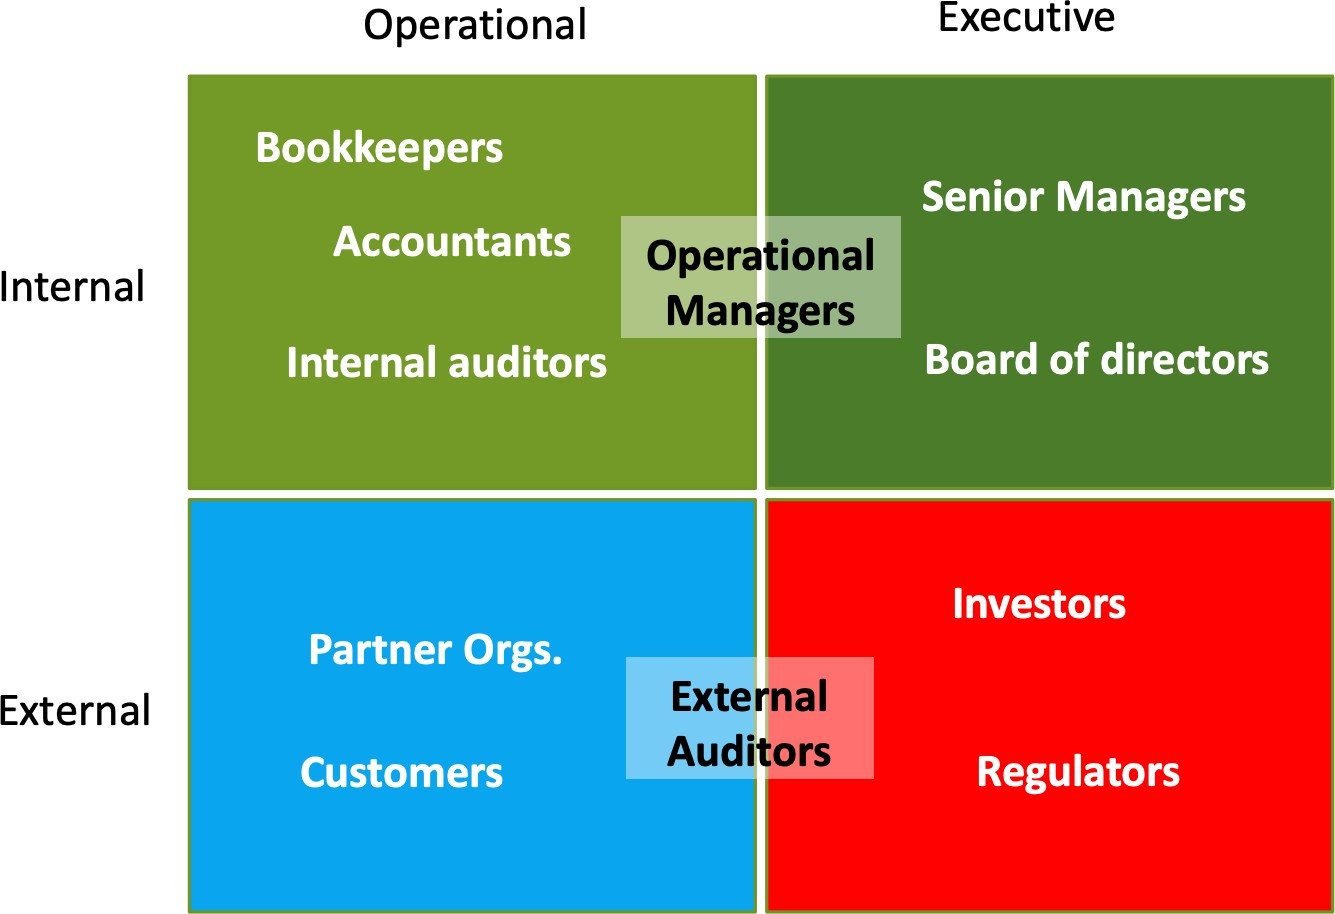 Operational
Executive
Internal
Bookkeepers
Accountants
Internal auditors
Operational
Managers
Senior Managers
Board of directors
External
Partner Orgs.
Customers
External
Auditors
Investors
Regulators